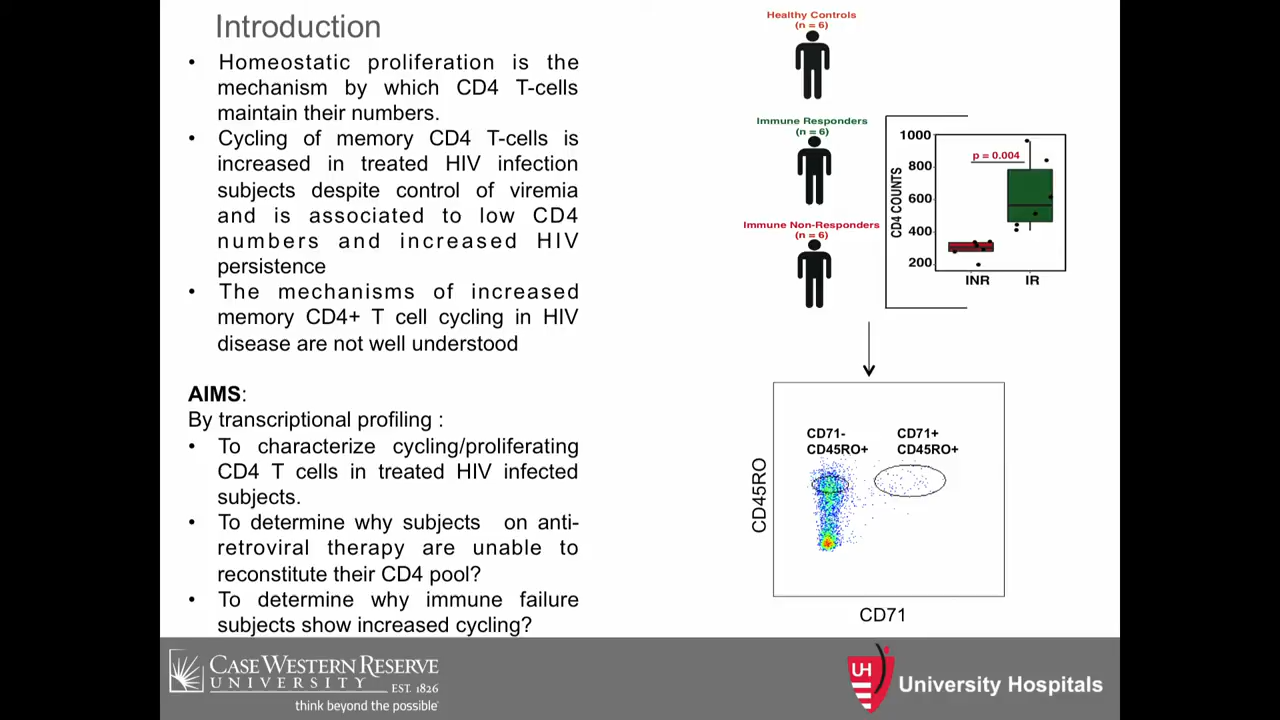 Introduction
• Homeostatic proliferation is the
mechanism by which CD4 T-cells
maintain their numbers.
• Cycling of memory CD4 T-cells is
increased in treated HIV infection
subjects despite control of viremia
and is associated to low CD4
numbers and increased HIV
persistence
• The mechanisms of increased
memory CD4+ T cell cycling in HIV
disease are not well understood
AIMS:
By transcriptional profiling :
• To characterize cycling/proliferating
CD4 T cells in treated HIV infected
subjects.
• To determine why subjects on anti-
retroviral therapy are unable to
reconstitute their CD4 pool?
• To determine why immune failure
subjects show increased cycling?
Healthy Controls
(n = 6)
Immune Responders
(n = 6)
Immune Non-Responders
(n = 6)
CD4 COUNTS
1000
800
600
400
200
p = 0.004
INR IR
CD71- CD71+
CD45RO+ CD45RO+
CD45RO
CD71
CASE WESTERN RESERVE
UNIVERSITY EST. 1826
think beyond the possible
UH
University Hospitals